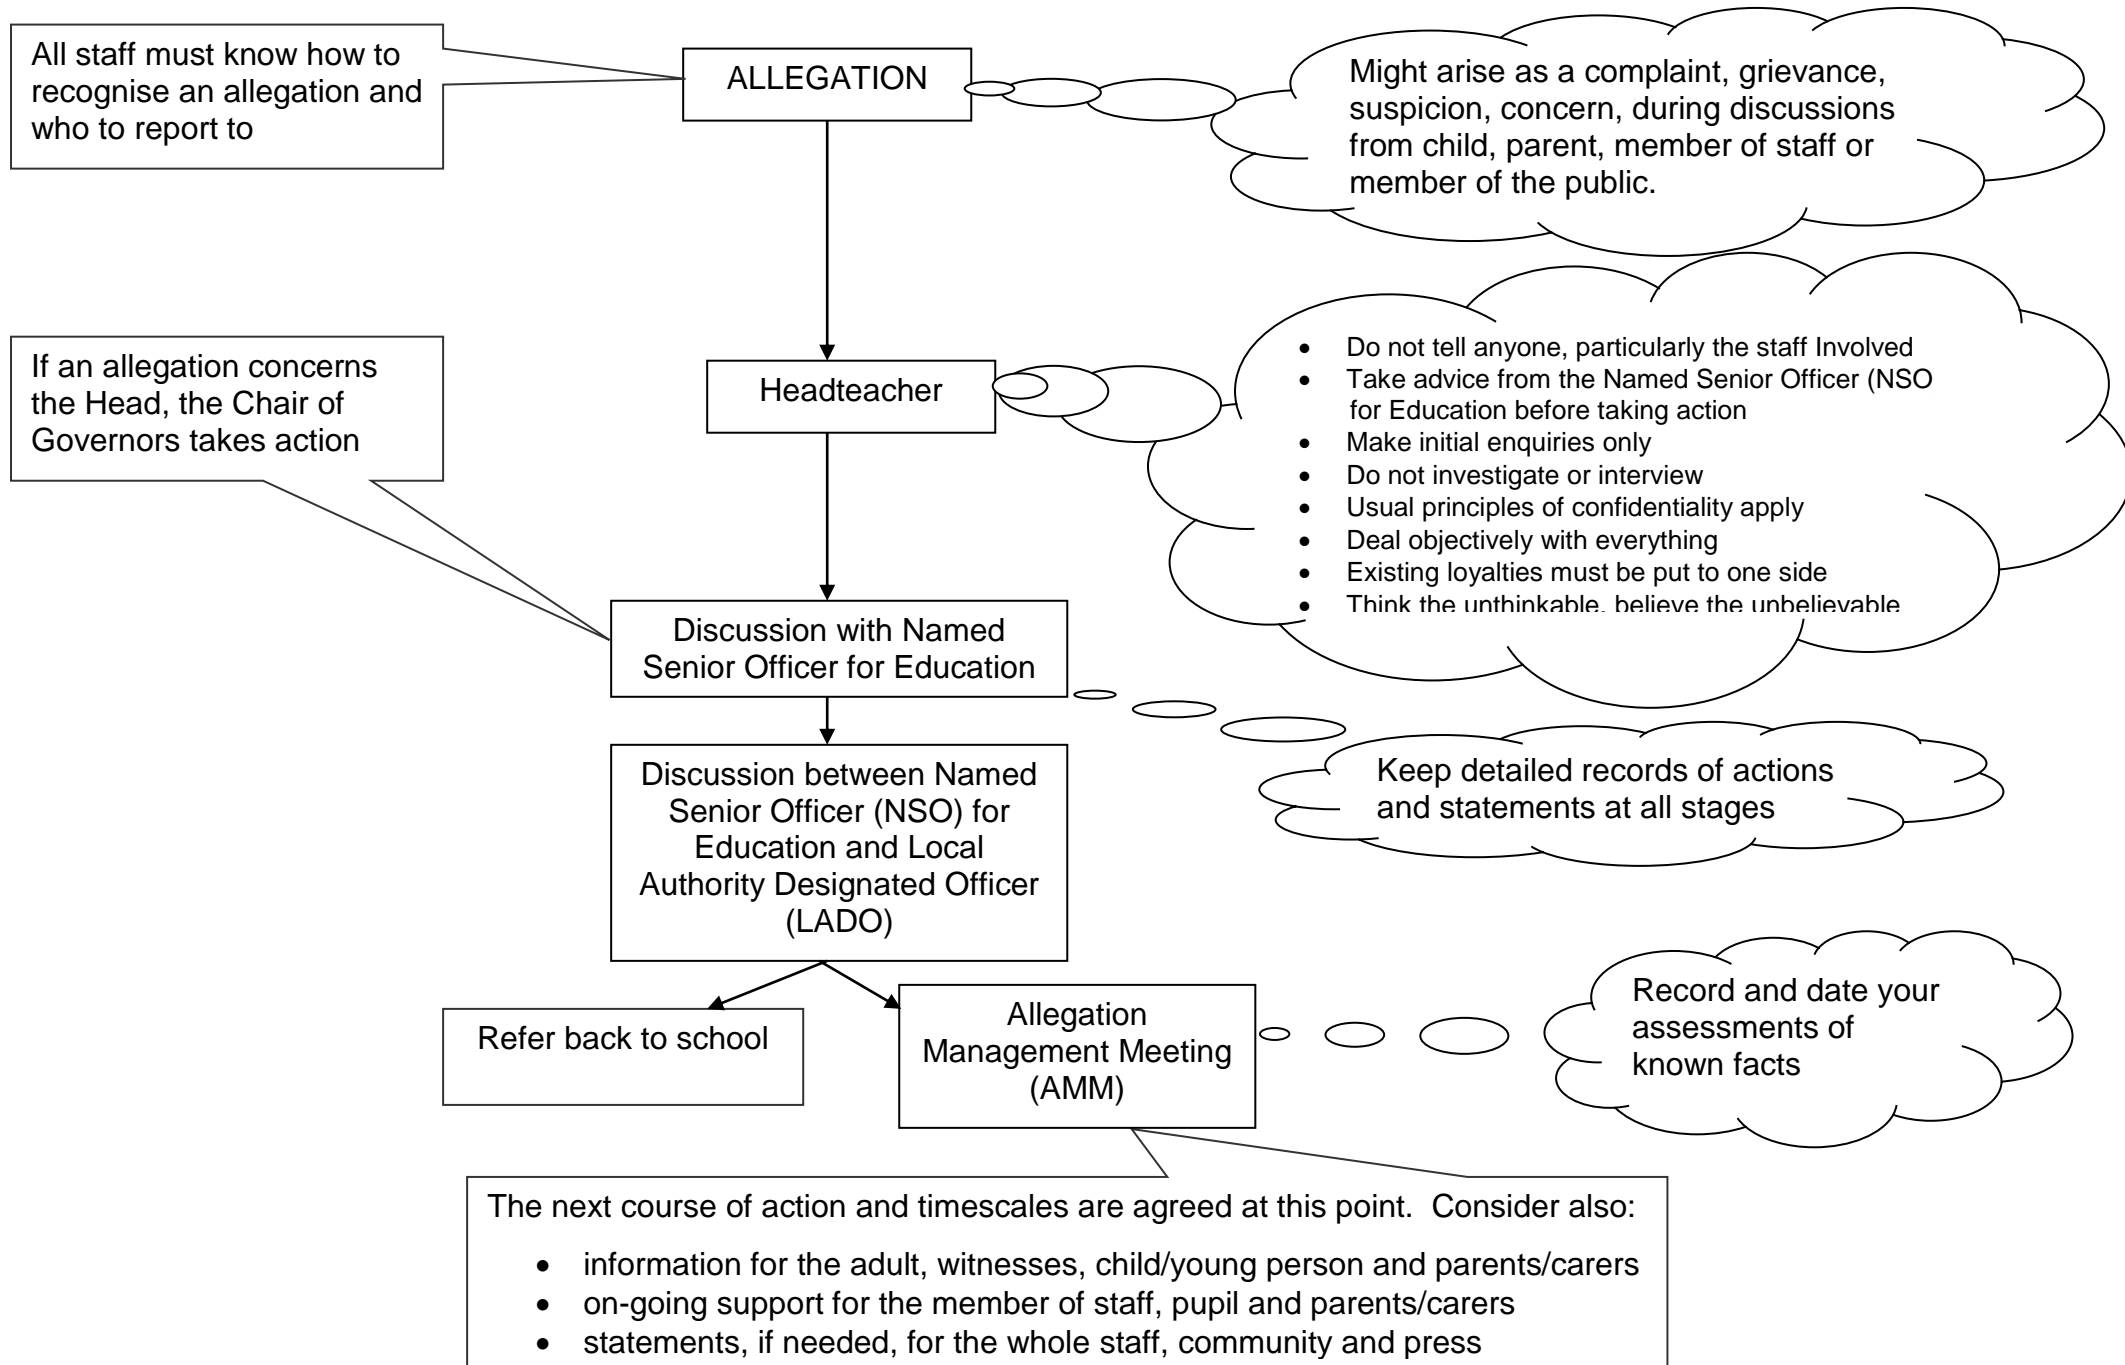 All staff must know how to
recognise an allegation and
who to report to
ALLEGATION
Might arise as a complaint, grievance,
suspicion, concern, during discussions
from child, parent, member of staff or
member of the public.
If an allegation concerns
the Head, the Chair of
Governors takes action
Headteacher
• Do not tell anyone, particularly the staff Involved
• Take advice from the Named Senior Officer (NSO
for Education before taking action
• Make initial enquiries only
• Do not investigate or interview
• Usual principles of confidentiality apply
• Deal objectively with everything
• Existing loyalties must be put to one side
• Think the unthinkable, believe the unbelievable
Discussion with Named
Senior Officer for Education
Keep detailed records of actions
and statements at all stages
Discussion between Named
Senior Officer (NSO) for
Education and Local
Authority Designated Officer
(LADO)
Refer back to school
Allegation
Management Meeting
(AMM)
Record and date your
assessments of
known facts
The next course of action and timescales are agreed at this point.  Consider also:
• information for the adult, witnesses, child/young person and parents/carers
• on-going support for the member of staff, pupil and parents/carers
• statements, if needed, for the whole staff, community and press